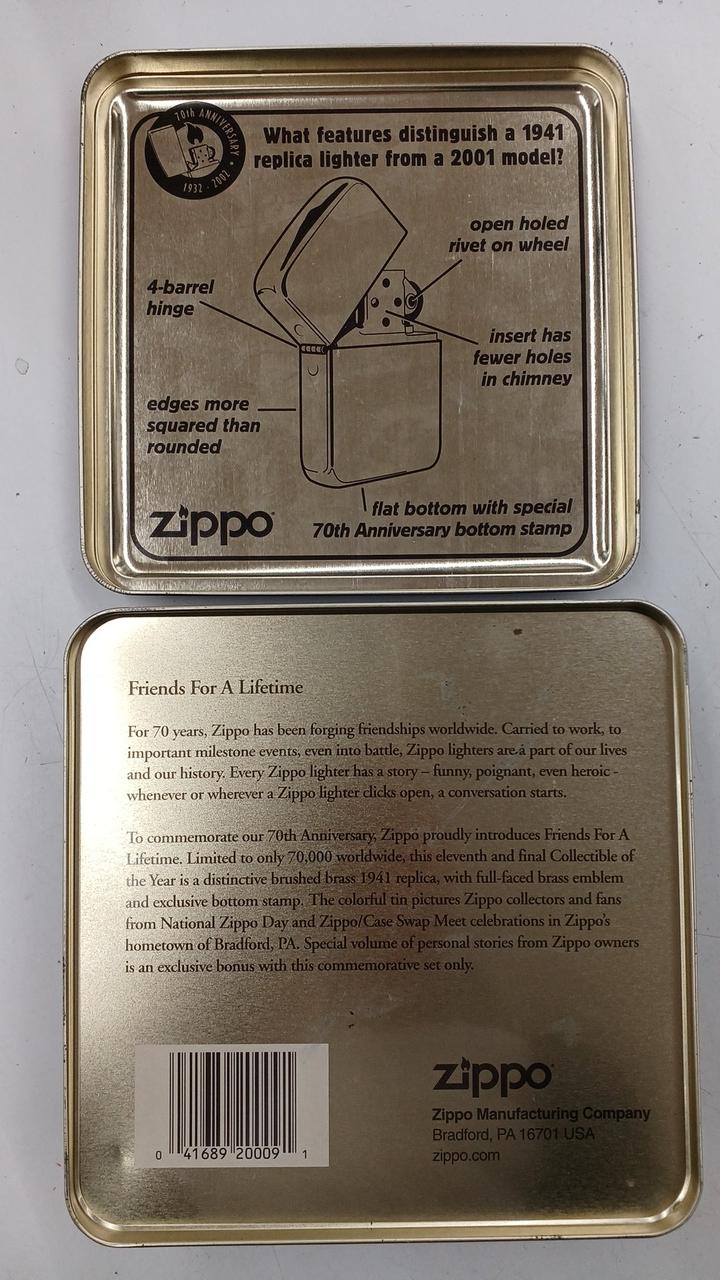 70th ANNIVERSARY
1932 - 2002
What features distinguish a 1941
replica lighter from a 2001 model?
open holed
rivet on wheel
4-barrel
hinge
insert has
fewer holes
in chimney
edges more
squared than
rounded
flat bottom with special
70th Anniversary bottom stamp
zippo
Friends For A Lifetime
For 70 years, Zippo has been forging friendships worldwide. Carried to work, to
important milestone events, even into battle, Zippo lighters are a part of our lives
and our history. Every Zippo lighter has a story – funny, poignant, even heroic -
whenever or wherever a Zippo lighter clicks open, a conversation starts.
To commemorate our 70th Anniversary, Zippo proudly introduces Friends For A
Lifetime. Limited to only 70,000 worldwide, this eleventh and final Collectible of
the Year is a distinctive brushed brass 1941 replica, with full-faced brass emblem
and exclusive bottom stamp. The colorful tin pictures Zippo collectors and fans
from National Zippo Day and Zippo/Case Swap Meet celebrations in Zippo's
hometown of Bradford, PA. Special volume of personal stories from Zippo owners
is an exclusive bonus with this commemorative set only.
0 41689 20009 1
zippo
Zippo Manufacturing Company
Bradford, PA 16701 USA
zippo.com